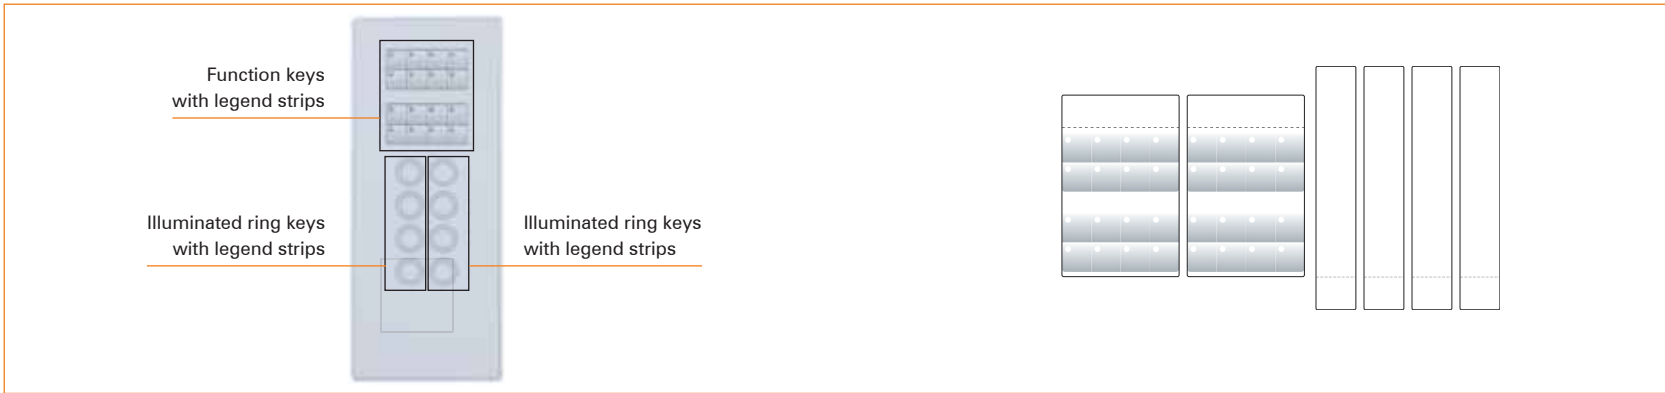 Function keys
with legend strips
Illuminated ring keys
with legend strips
Illuminated ring keys
with legend strips